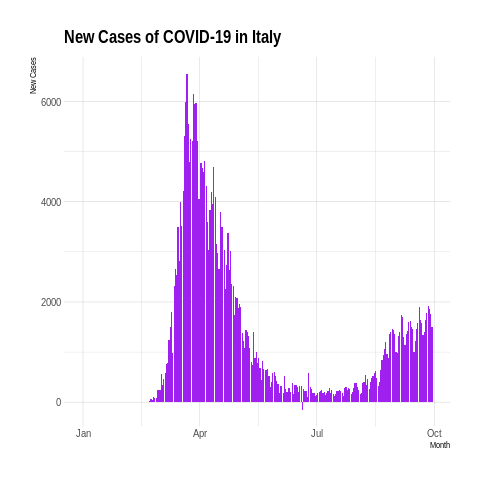 New Cases of COVID-19 in Italy
New Cases
6000
4000
2000
0
Jan Apr Jul Oct
Month